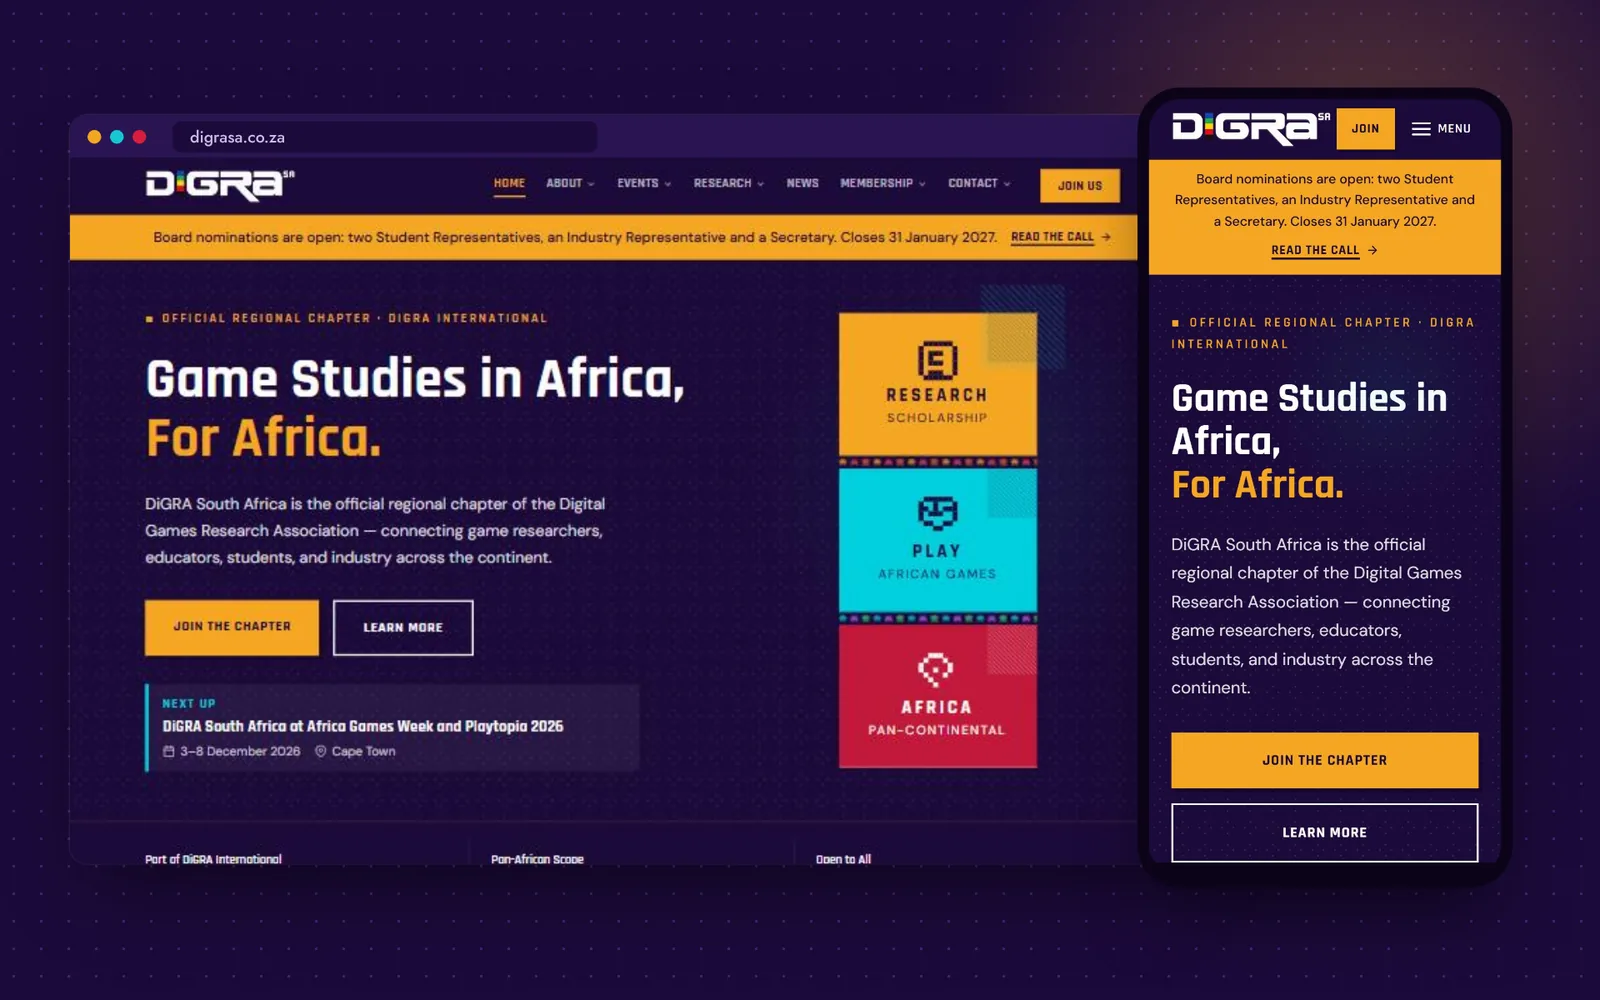 digrasa.co.za
DiGRA SA
HOME ABOUT EVENTS RESEARCH NEWS MEMBERSHIP CONTACT JOIN US
Board nominations are open: two Student Representatives, an Industry Representative and a Secretary. Closes 31 January 2027. READ THE CALL →
OFFICIAL REGIONAL CHAPTER · DIGRA INTERNATIONAL
Game Studies in Africa,
For Africa.
DiGRA South Africa is the official regional chapter of the Digital
Games Research Association — connecting game researchers,
educators, students, and industry across the continent.
JOIN THE CHAPTER LEARN MORE
NEXT UP
DiGRA South Africa at Africa Games Week and Playtopia 2026
3–8 December 2026 Cape Town
RESEARCH
SCHOLARSHIP
PLAY
AFRICAN GAMES
AFRICA
PAN-CONTINENTAL
Part of DiGRA International Pan-African Scope Open to All
DiGRA SA JOIN MENU
Board nominations are open: two Student
Representatives, an Industry Representative and
a Secretary. Closes 31 January 2027.
READ THE CALL →
OFFICIAL REGIONAL CHAPTER · DIGRA
INTERNATIONAL
Game Studies in
Africa,
For Africa.
DiGRA South Africa is the official
regional chapter of the Digital Games
Research Association — connecting
game researchers, educators,
students, and industry across the
continent.
JOIN THE CHAPTER
LEARN MORE